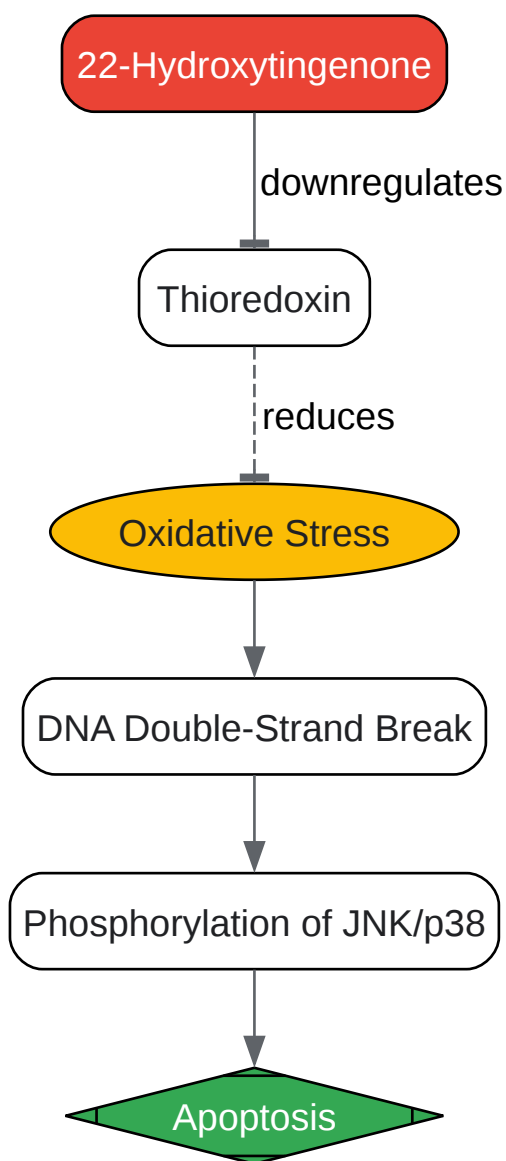 22-Hydroxytingenone
downregulates
Thioredoxin
reduces
Oxidative Stress
DNA Double-Strand Break
Phosphorylation of JNK/p38
Apoptosis